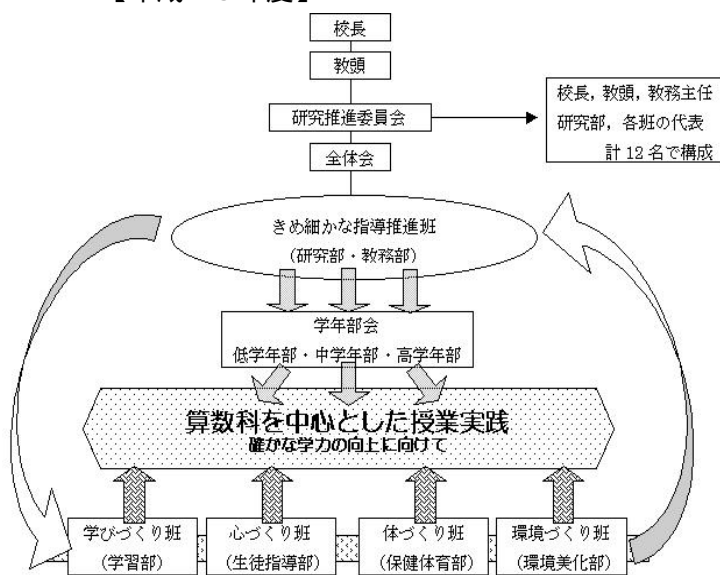 校長
教頭
研究推進委員会
校長,教頭,教務主任
研究部,各班の代表
計12名で構成
全体会
きめ細かな指導推進班
(研究部・教務部)
学年部会
低学年部・中学年部・高学年部
算数科を中心とした授業実践
確かな学力の向上に向けて
学びづくり班
(学習部)
心づくり班
(生徒指導部)
体づくり班
(保健体育部)
環境づくり班
(環境美化部)